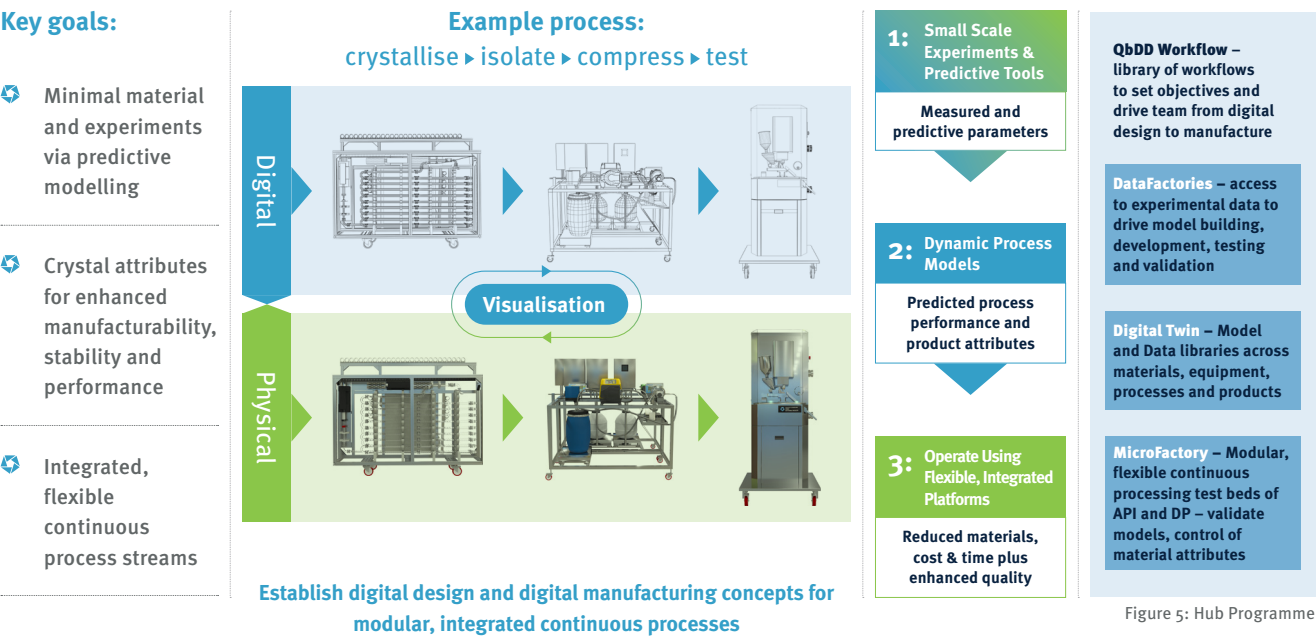 Key goals:
Minimal material
and experiments
via predictive
modelling
Crystal attributes
for enhanced
manufacturability,
stability and
performance
Integrated,
flexible
continuous
process streams
Example process:
crystallise ▸ isolate ▸ compress ▸ test
Digital
Visualisation
Physical
Establish digital design and digital manufacturing concepts for
modular, integrated continuous processes
1: Small Scale
Experiments &
Predictive Tools
Measured and
predictive parameters
2: Dynamic Process
Models
Predicted process
performance and
product attributes
3: Operate Using
Flexible, Integrated
Platforms
Reduced materials,
cost & time plus
enhanced quality
QbDD Workflow –
library of workflows
to set objectives and
drive team from digital
design to manufacture
DataFactories – access
to experimental data to
drive model building,
development, testing
and validation
Digital Twin – Model
and Data libraries across
materials, equipment,
processes and products
MicroFactory – Modular,
flexible continuous
processing test beds of
API and DP – validate
models, control of
material attributes
Figure 5: Hub Programme